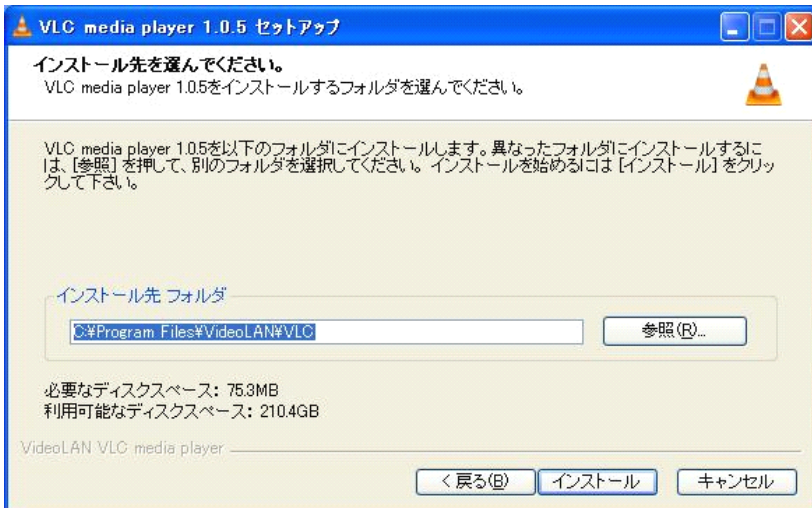 VLC media player 1.0.5 セットアップ
インストール先を選んでください。
VLC media player 1.0.5をインストールするフォルダを選んでください。
VLC media player 1.0.5を以下のフォルダにインストールします。異なったフォルダにインストールするに
は、[参照] を押して、別のフォルダを選択してください。インストールを始めるには [インストール] をクリッ
クして下さい。
インストール先 フォルダ
C:¥Program Files¥VideoLAN¥VLC
参照(R)...
必要なディスクスペース: 75.3MB
利用可能なディスクスペース: 210.4GB
VideoLAN VLC media player
< 戻る(B)
インストール
キャンセル